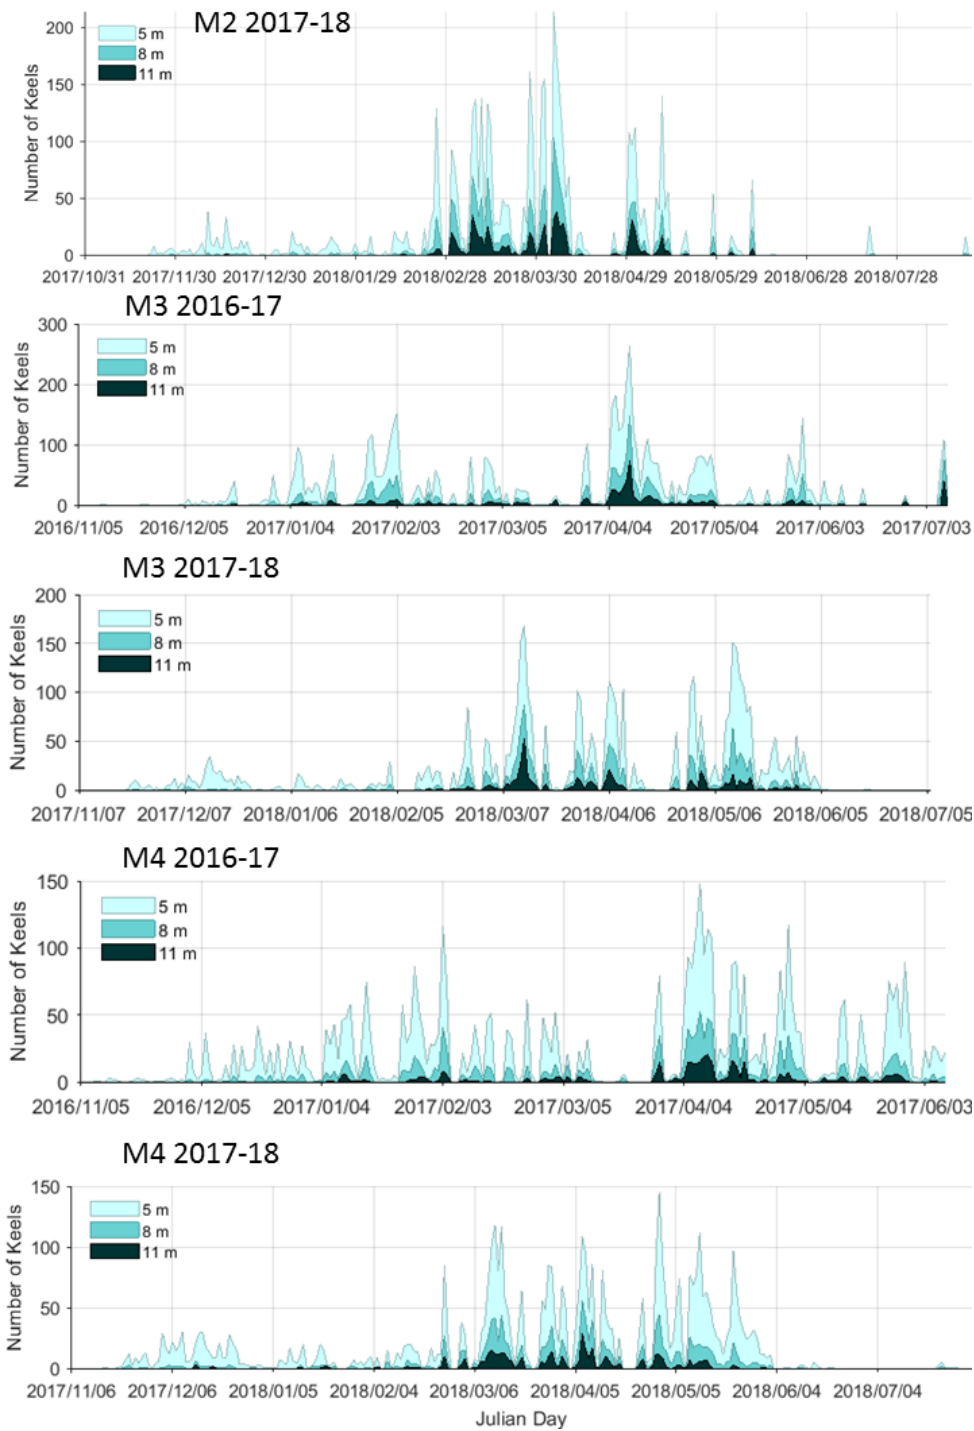 M2 2017-18
Number of Keels
200
150
100
50
0
5 m
8 m
11 m
2017/10/31 2017/11/30 2017/12/30 2018/01/29 2018/02/28 2018/03/30 2018/04/29 2018/05/29 2018/06/28 2018/07/28
M3 2016-17
Number of Keels
300
200
100
0
5 m
8 m
11 m
2016/11/05 2016/12/05 2017/01/04 2017/02/03 2017/03/05 2017/04/04 2017/05/04 2017/06/03 2017/07/03
M3 2017-18
Number of Keels
200
150
100
50
0
5 m
8 m
11 m
2017/11/07 2017/12/07 2018/01/06 2018/02/05 2018/03/07 2018/04/06 2018/05/06 2018/06/05 2018/07/05
M4 2016-17
Number of Keels
150
100
50
0
5 m
8 m
11 m
2016/11/05 2016/12/05 2017/01/04 2017/02/03 2017/03/05 2017/04/04 2017/05/04 2017/06/03
M4 2017-18
Number of Keels
150
100
50
0
5 m
8 m
11 m
2017/11/06 2017/12/06 2018/01/05 2018/02/04 2018/03/06 2018/04/05 2018/05/05 2018/06/04 2018/07/04
Julian Day